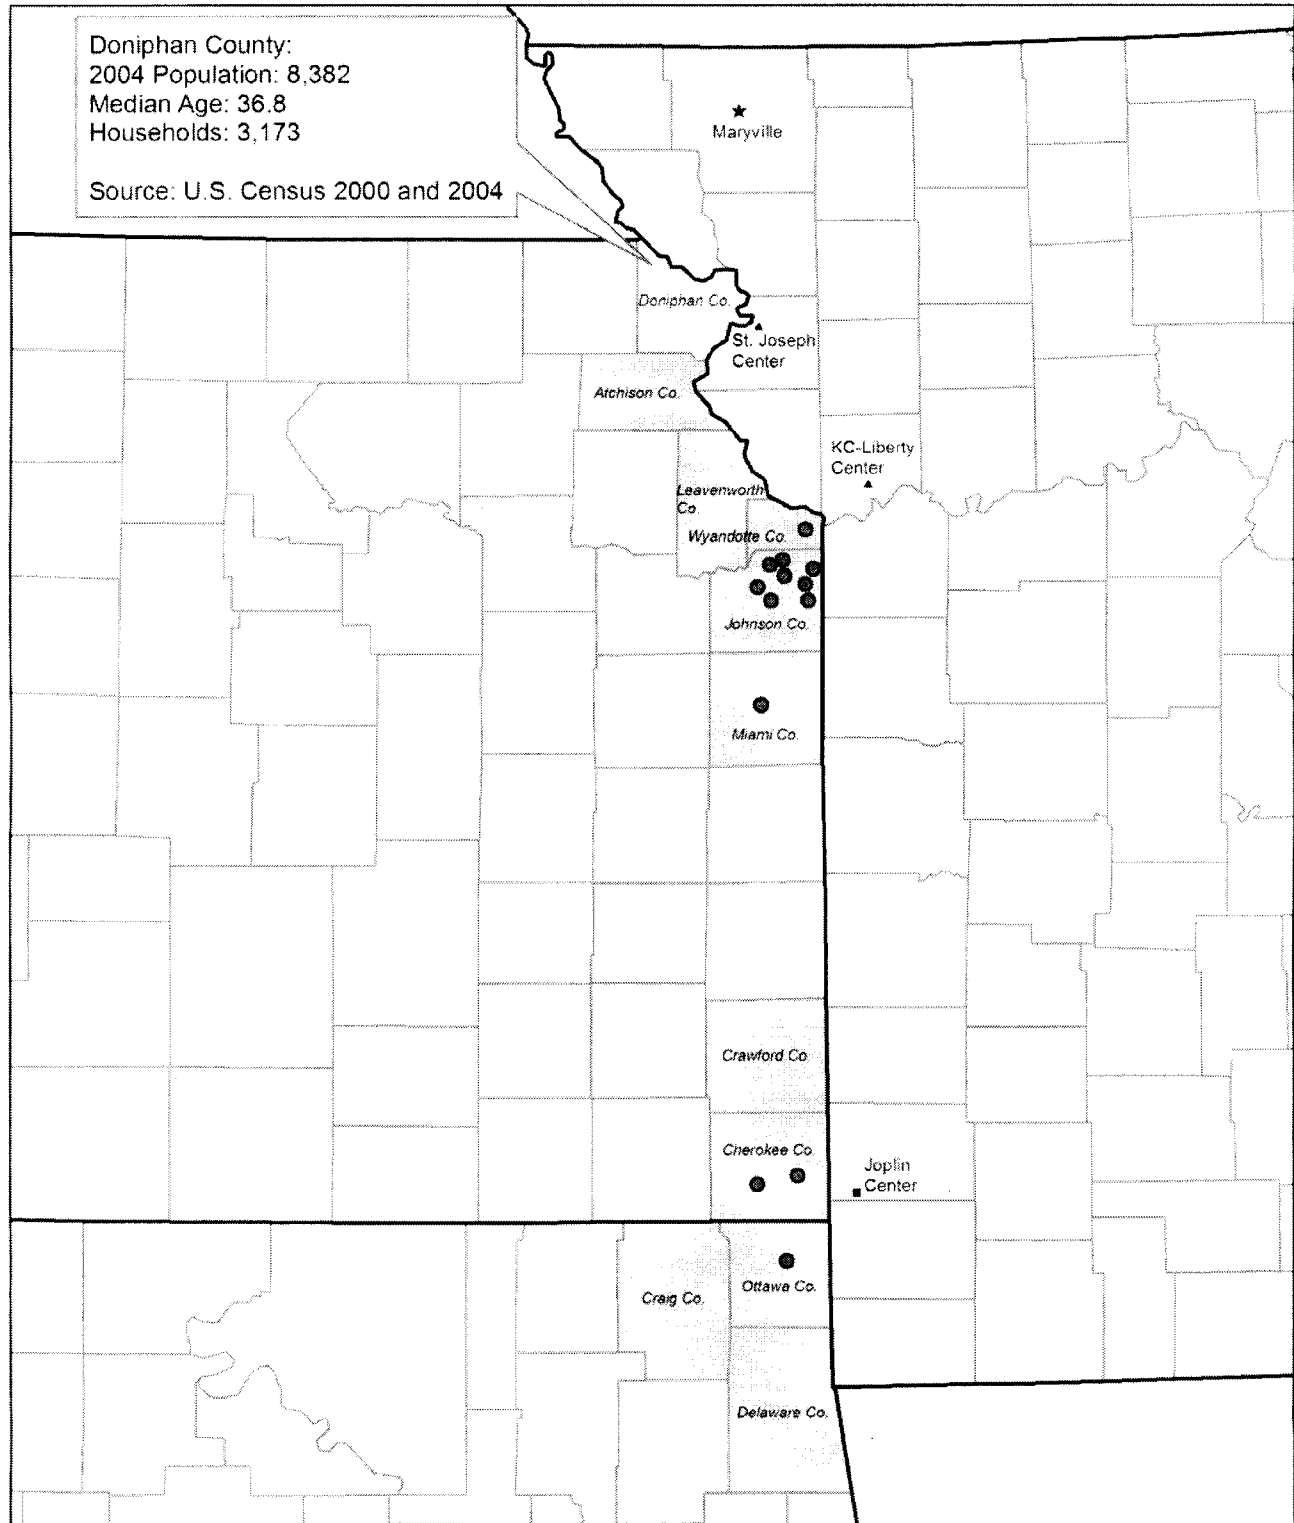 Doniphan County:
2004 Population: 8,382
Median Age: 36.8
Households: 3,173
Source: U.S. Census 2000 and 2004
Maryville
Doniphan Co.
St. Joseph
Center
Atchison Co.
KC-Liberty
Center
Leavenworth
Co.
Wyandotte Co.
Johnson Co.
Miami Co.
Crawford Co.
Cherokee Co.
Joplin
Center
Ottawa Co.
Craig Co.
Delaware Co.